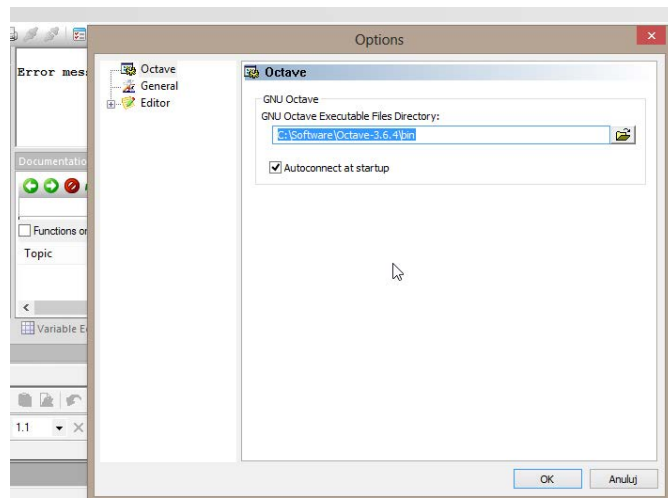 Options
Error mes
Octave
General
Editor
Octave
GNU Octave
GNU Octave Executable Files Directory:
C:\Software\Octave-3.6.4\bin
Autoconnect at startup
Documentatio
Functions or
Topic
Variable E
1.1
OK
Anuluj